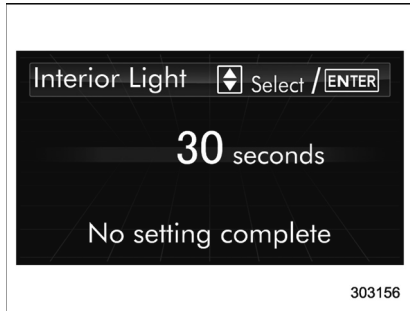 Interior Light Select / ENTER
30 seconds
No setting complete
303156